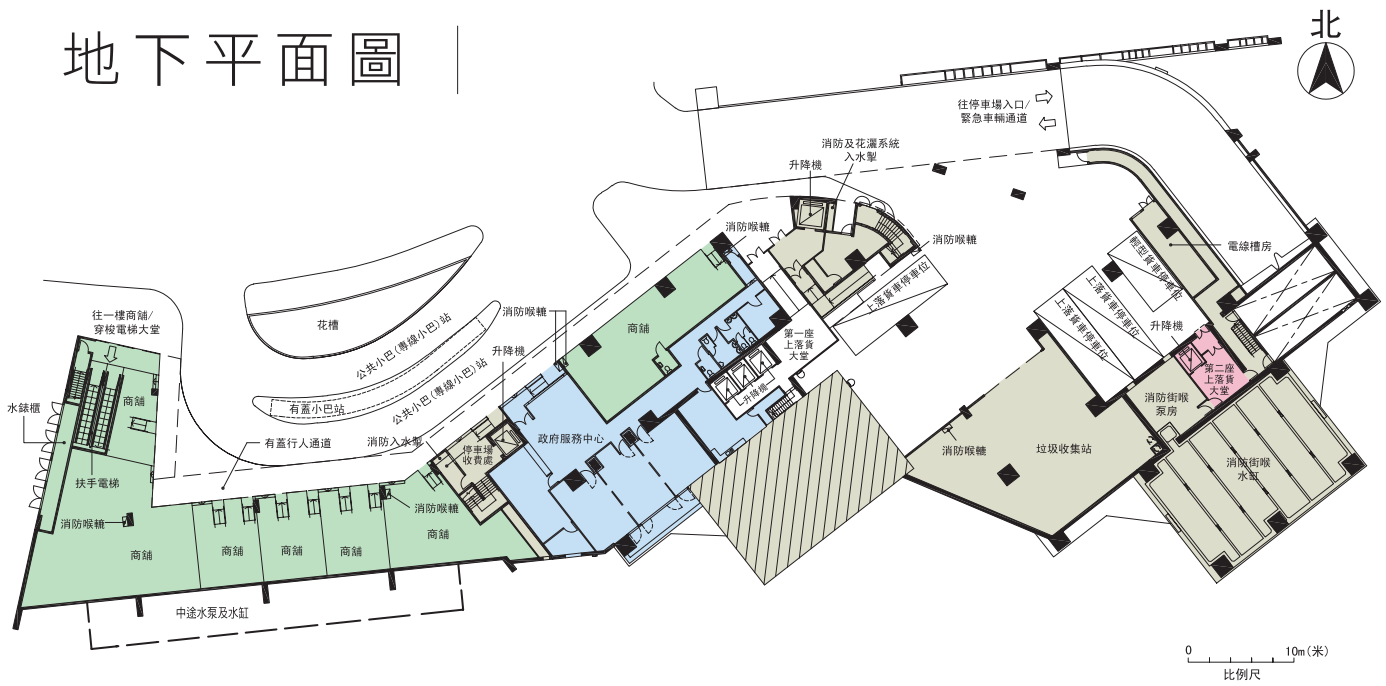 地下平面圖
北
往停車場入口/
緊急車輛通道
消防及花灑系統
入水掣
升降機
消防喉轆
消防喉轆
電線槽房
輕型貨車停車位
上落貨車停車位
上落貨車停車位
上落貨車停車位
往一樓商舖/
穿梭電梯大堂
花槽
公共小巴(專線小巴)站
消防喉轆
商舖
升降機
第一座
上落貨
大堂
升降機
第二座
上落貨
大堂
有蓋小巴站
公共小巴(專線小巴)站
商舖
水錶櫃
升降機
消防街喉
泵房
有蓋行人通道
消防入水掣
政府服務中心
停車場
收費處
消防喉轆
垃圾收集站
消防街喉
水缸
扶手電梯
消防喉轆
消防喉轆
商舖
商舖
商舖
商舖
商舖
中途水泵及水缸
0 10m(米)
比例尺